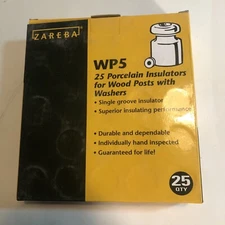 ZAREBA
WP5
25 Porcelain Insulators
for Wood Posts with
Washers
• Single groove insulator
• Superior insulating performance
• Durable and dependable
• Individually hand inspected
• Guaranteed for life!
25
QTY